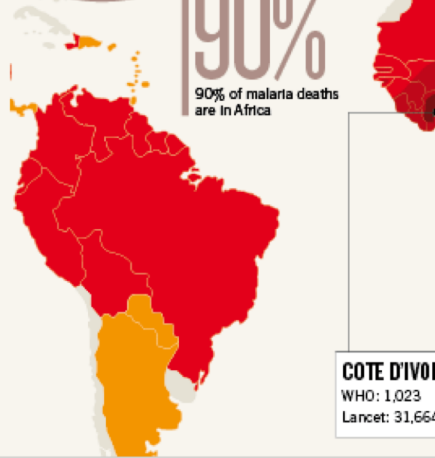 90%
90% of malaria deaths
are in Africa
COTE D'IVOI
WHO: 1,023
Lancet: 31,664